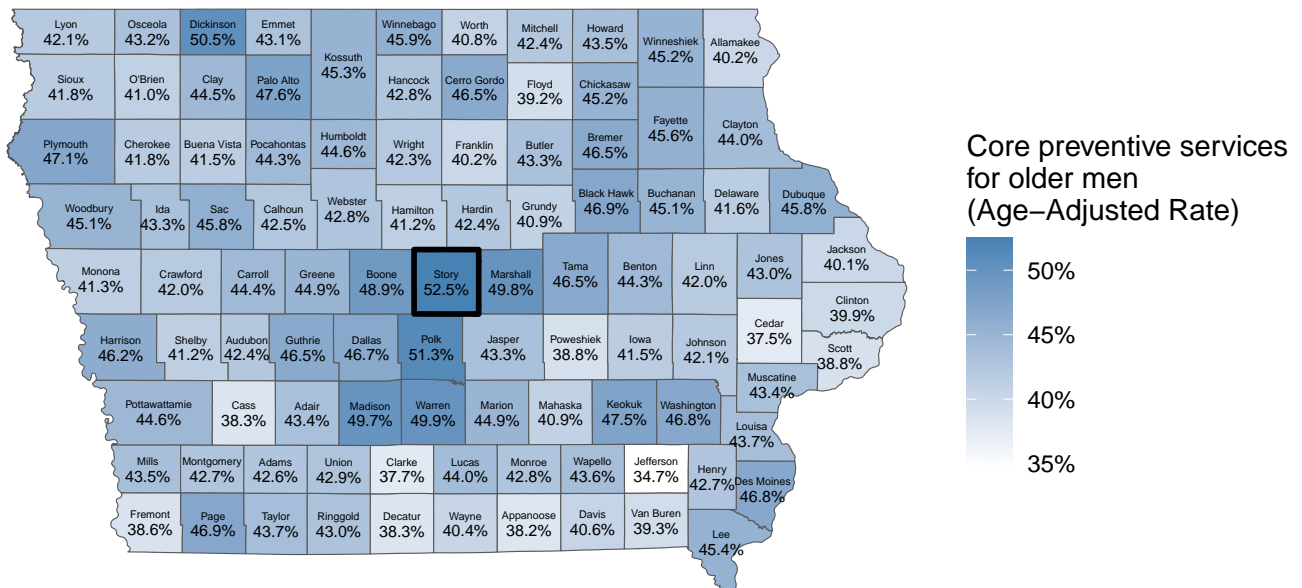 Lyon
42.1%
Osceola
43.2%
Dickinson
50.5%
Emmet
43.1%
Kossuth
45.3%
Winnebago
45.9%
Worth
40.8%
Mitchell
42.4%
Howard
43.5%
Winneshiek
45.2%
Allamakee
40.2%
Sioux
41.8%
O'Brien
41.0%
Clay
44.5%
Palo Alto
47.6%
Hancock
42.8%
Cerro Gordo
46.5%
Floyd
39.2%
Chickasaw
45.2%
Fayette
45.6%
Clayton
44.0%
Plymouth
47.1%
Cherokee
41.8%
Buena Vista
41.5%
Pocahontas
44.3%
Humboldt
44.6%
Wright
42.3%
Franklin
40.2%
Butler
43.3%
Bremer
46.5%
Woodbury
45.1%
Ida
43.3%
Sac
45.8%
Calhoun
42.5%
Webster
42.8%
Hamilton
41.2%
Hardin
42.4%
Grundy
40.9%
Black Hawk
46.9%
Buchanan
45.1%
Delaware
41.6%
Dubuque
45.8%
Monona
41.3%
Crawford
42.0%
Carroll
44.4%
Greene
44.9%
Boone
48.9%
Story
52.5%
Marshall
49.8%
Tama
46.5%
Benton
44.3%
Linn
42.0%
Jones
43.0%
Jackson
40.1%
Clinton
39.9%
Harrison
46.2%
Shelby
41.2%
Audubon
42.4%
Guthrie
46.5%
Dallas
46.7%
Polk
51.3%
Jasper
43.3%
Poweshiek
38.8%
Iowa
41.5%
Johnson
42.1%
Cedar
37.5%
Scott
38.8%
Muscatine
43.4%
Pottawattamie
44.6%
Cass
38.3%
Adair
43.4%
Madison
49.7%
Warren
49.9%
Marion
44.9%
Mahaska
40.9%
Keokuk
47.5%
Washington
46.8%
Louisa
43.7%
Mills
43.5%
Montgomery
42.7%
Adams
42.6%
Union
42.9%
Clarke
37.7%
Lucas
44.0%
Monroe
42.8%
Wapello
43.6%
Jefferson
34.7%
Henry
42.7%
Des Moines
46.8%
Fremont
38.6%
Page
46.9%
Taylor
43.7%
Ringgold
43.0%
Decatur
38.3%
Wayne
40.4%
Appanoose
38.2%
Davis
40.6%
Van Buren
39.3%
Lee
45.4%
Core preventive services
for older men
(Age−Adjusted Rate)
50%
45%
40%
35%